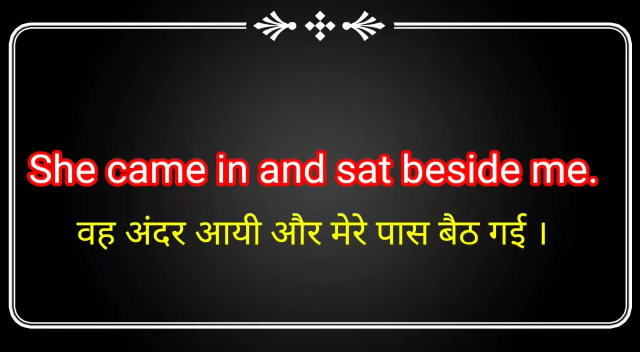 She came in and sat beside me.
वह अंदर आयी और मेरे पास बैठ गई ।